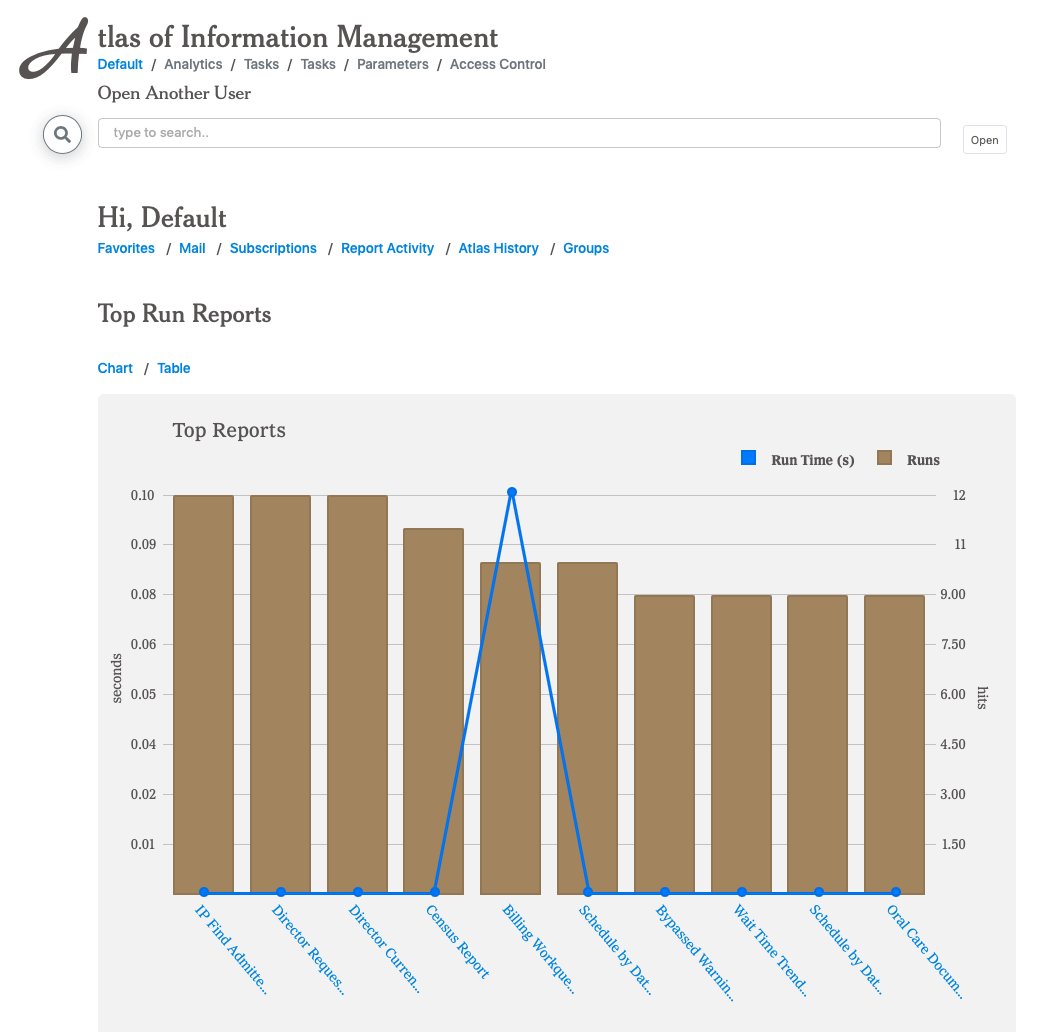 Atlas of Information Management
Default / Analytics / Tasks / Tasks / Parameters / Access Control
Open Another User
type to search..
Open
Hi, Default
Favorites / Mail / Subscriptions / Report Activity / Atlas History / Groups
Top Run Reports
Chart / Table
Top Reports
Run Time (s) Runs
0.10 12
0.09 11
0.08 9.00
0.06 7.50
seconds
0.05 6.00
hits
0.04 4.50
0.02 3.00
0.01 1.50
IP Find Admitte...
Director Reques...
Director Curren...
Census Report
Billing Workque...
Schedule by Dat...
Bypassed Warnin...
Wait Time Trend...
Schedule by Dat...
Oral Care Docum...